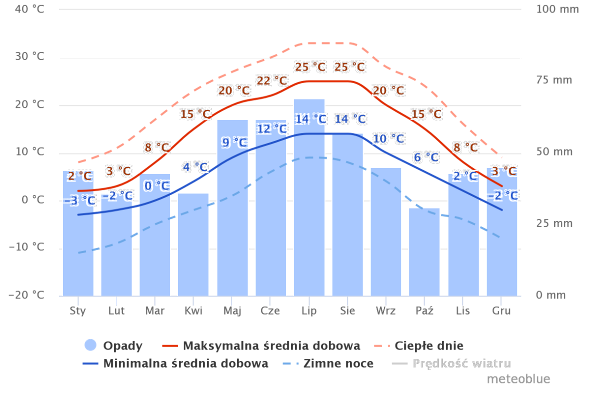 40 °C 100 mm
30 °C
75 mm
25 °C 25 °C
22 °C
20 °C 20 °C
20 °C
15 °C 15 °C
14 °C 14 °C
12 °C
10 °C
9 °C
10 °C 8 °C 8 °C 50 mm
6 °C
4 °C
2 °C 3 °C 3 °C
0 °C 2 °C
−2 °C −2 °C
−3 °C
0 °C
25 mm
−10 °C
−20 °C 0 mm
Sty Lut Mar Kwi Maj Cze Lip Sie Wrz Paź Lis Gru
Opady Maksymalna średnia dobowa Ciepłe dnie
Minimalna średnia dobowa Zimne noce Prędkość wiatru
meteoblue